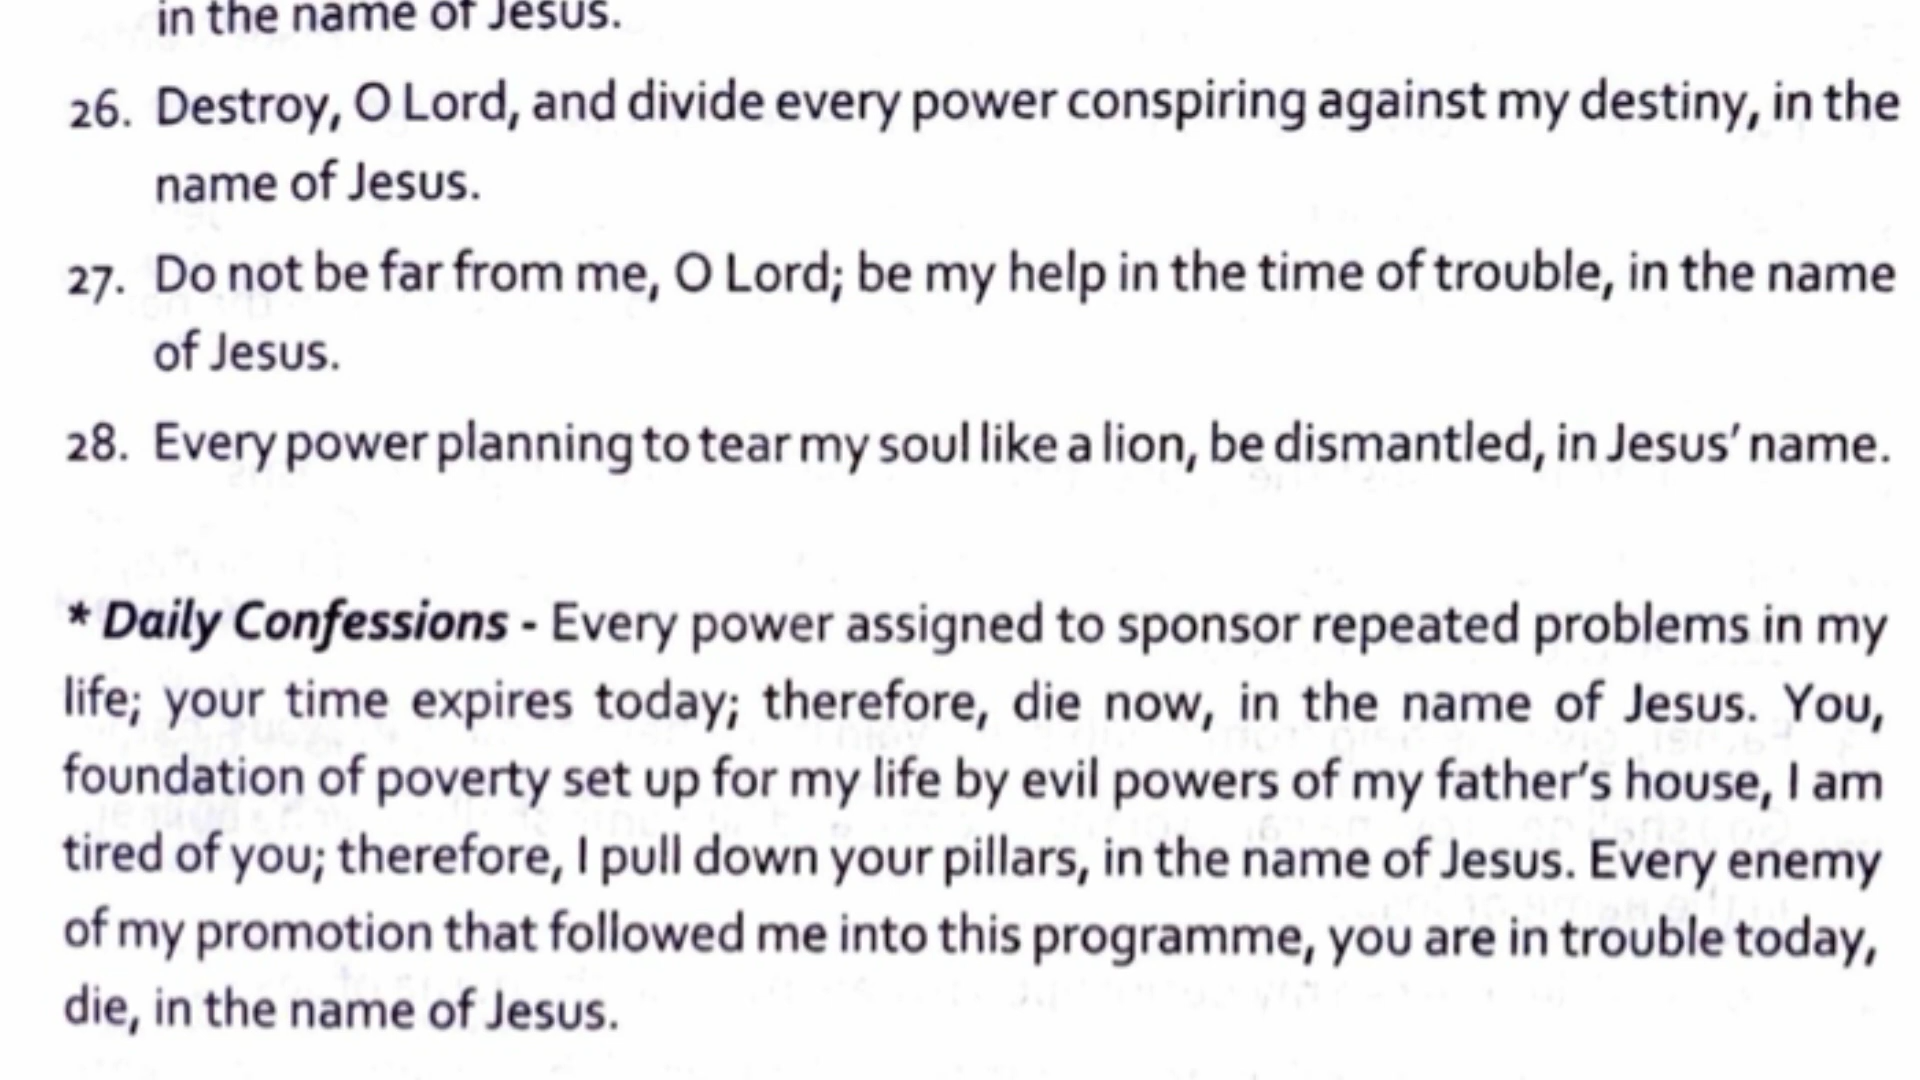 in the name of Jesus.
26. Destroy, O Lord, and divide every power conspiring against my destiny, in the
name of Jesus.
27. Do not be far from me, O Lord; be my help in the time of trouble, in the name
of Jesus.
28. Every power planning to tear my soul like a lion, be dismantled, in Jesus’ name.
* Daily Confessions - Every power assigned to sponsor repeated problems in my
life; your time expires today; therefore, die now, in the name of Jesus. You,
foundation of poverty set up for my life by evil powers of my father’s house, I am
tired of you; therefore, I pull down your pillars, in the name of Jesus. Every enemy
of my promotion that followed me into this programme, you are in trouble today,
die, in the name of Jesus.